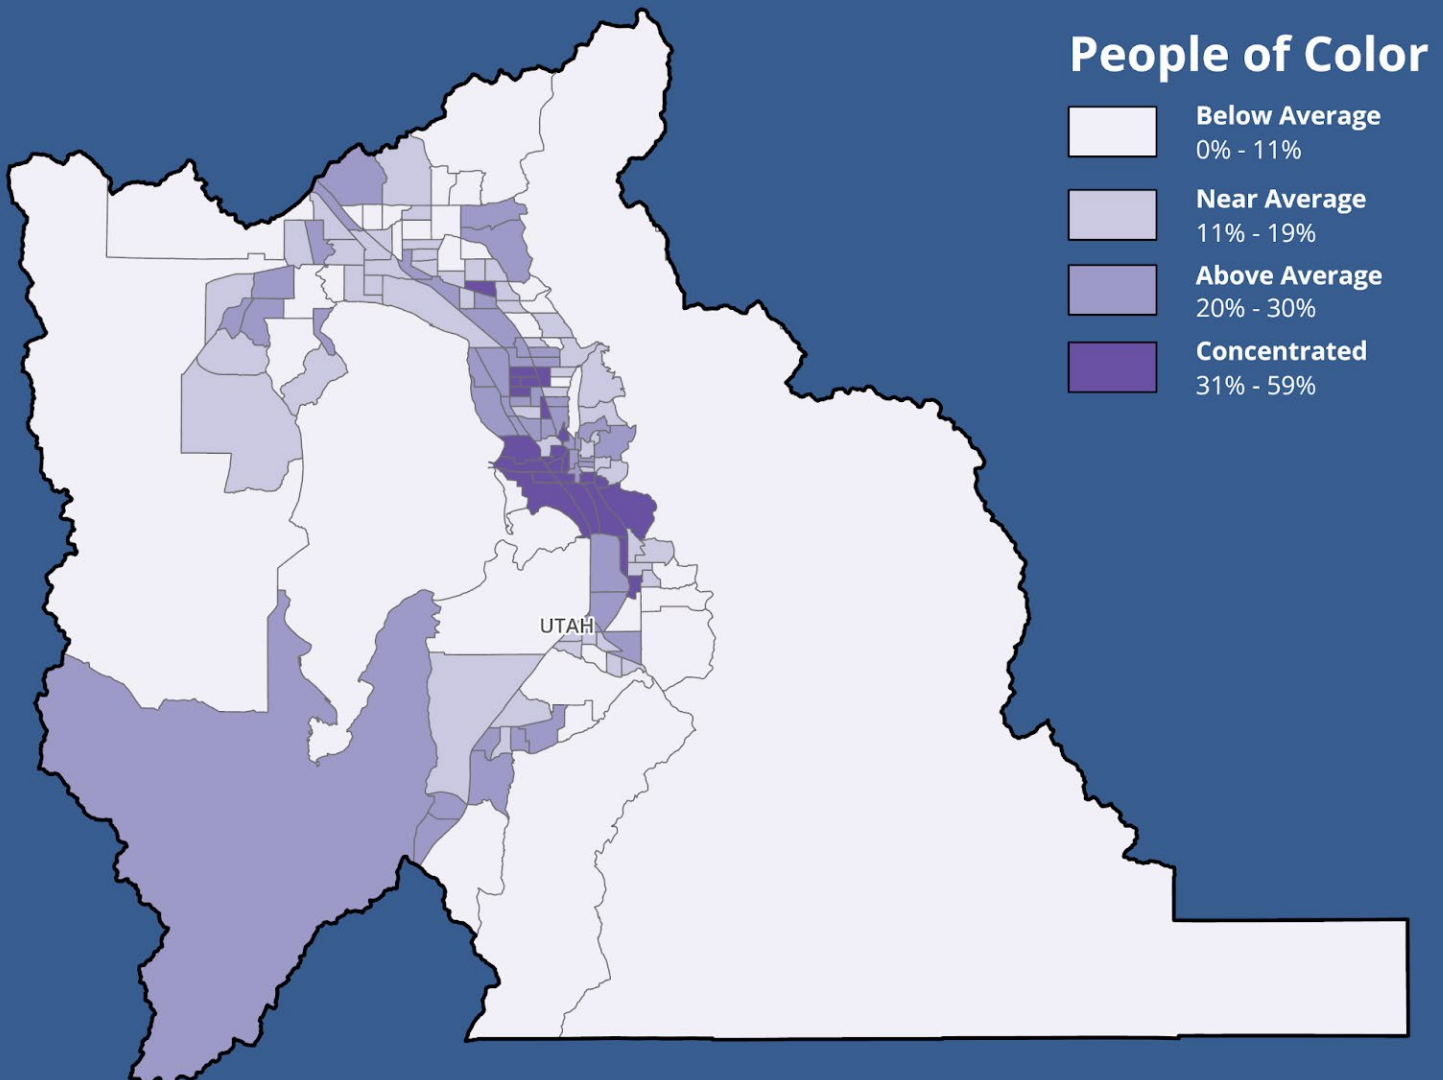 People of Color
Below Average
0% - 11%
Near Average
11% - 19%
Above Average
20% - 30%
Concentrated
31% - 59%
UTAH